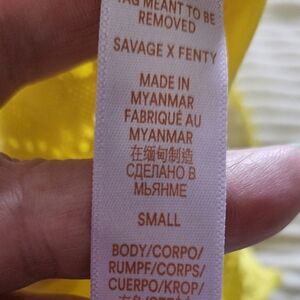 TAG MEANT TO BE
REMOVED
SAVAGE X FENTY
MADE IN
MYANMAR
FABRIQUÉ AU
MYANMAR
在缅甸制造
СДЕЛАНО В
МЬЯНМЕ
SMALL
BODY/CORPO/
RUMPF/CORPS/
CUERPO/KROP/